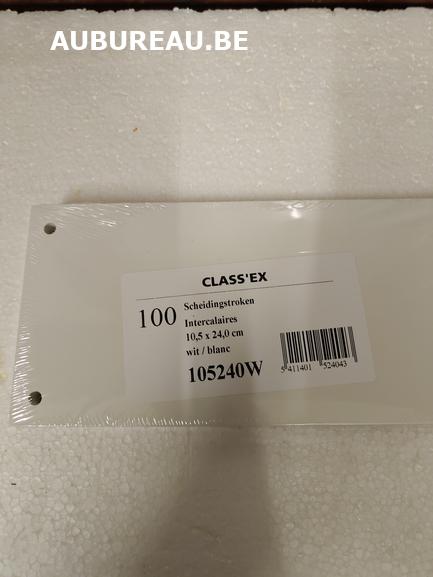 AUBUREAU.BE
CLASS'EX
100 Scheidingstroken
Intercalaires
10,5 x 24,0 cm
wit / blanc
105240W
5 411401 524043